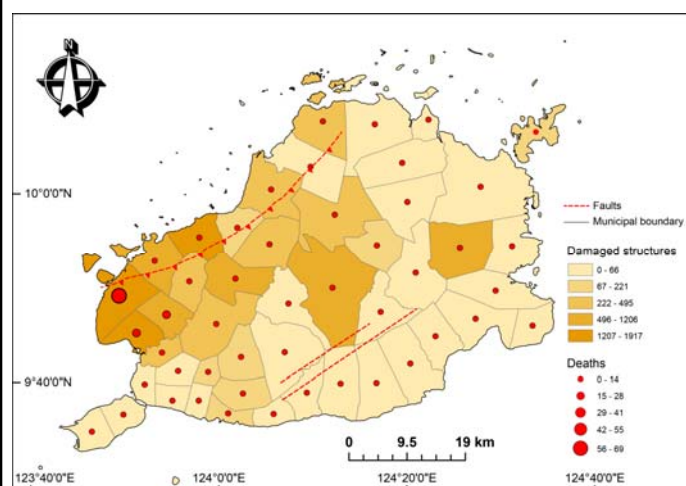 N
10°0'0"N
9°40'0"N
Faults
Municipal boundary
Damaged structures
0 - 66
67 - 221
222 - 495
496 - 1206
1207 - 1917
Deaths
0 - 14
15 - 28
29 - 41
42 - 55
56 - 69
0 9.5 19 km
123°40'0"E 124°0'0"E 124°20'0"E 124°40'0"E